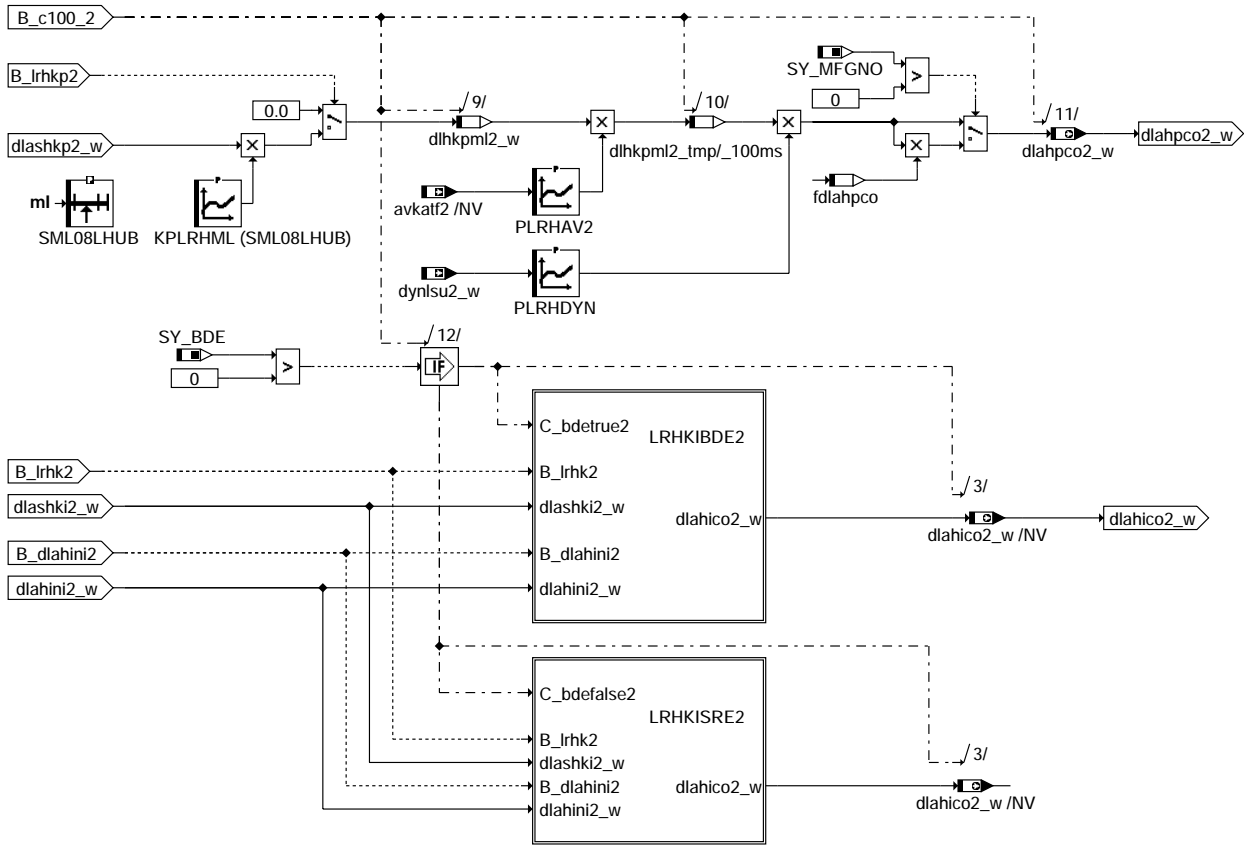 B_c100_2
B_lrhkp2
SY_MFGNO
>
0
0.0
/9/
/10/
/11/
dlashkp2_w
dlhkpml2_w
dlhkpml2_tmp/_100ms
dlahpco2_w
dlahpco2_w
ml
SML08LHUB
P
KPLRHML (SML08LHUB)
avkatf2 /NV
P
PLRHAV2
fdlahpco
dynlsu2_w
P
PLRHDYN
SY_BDE
>
0
/12/
IF
C_bdetrue2
LRHKIBDE2
B_lrhk2
B_lrhk2
/3/
dlashki2_w
dlashki2_w
dlahico2_w
dlahico2_w /NV
dlahico2_w
B_dlahini2
B_dlahini2
dlahini2_w
dlahini2_w
C_bdefalse2
LRHKISRE2
B_lrhk2
/3/
dlashki2_w
B_dlahini2
dlahico2_w
dlahico2_w /NV
dlahini2_w